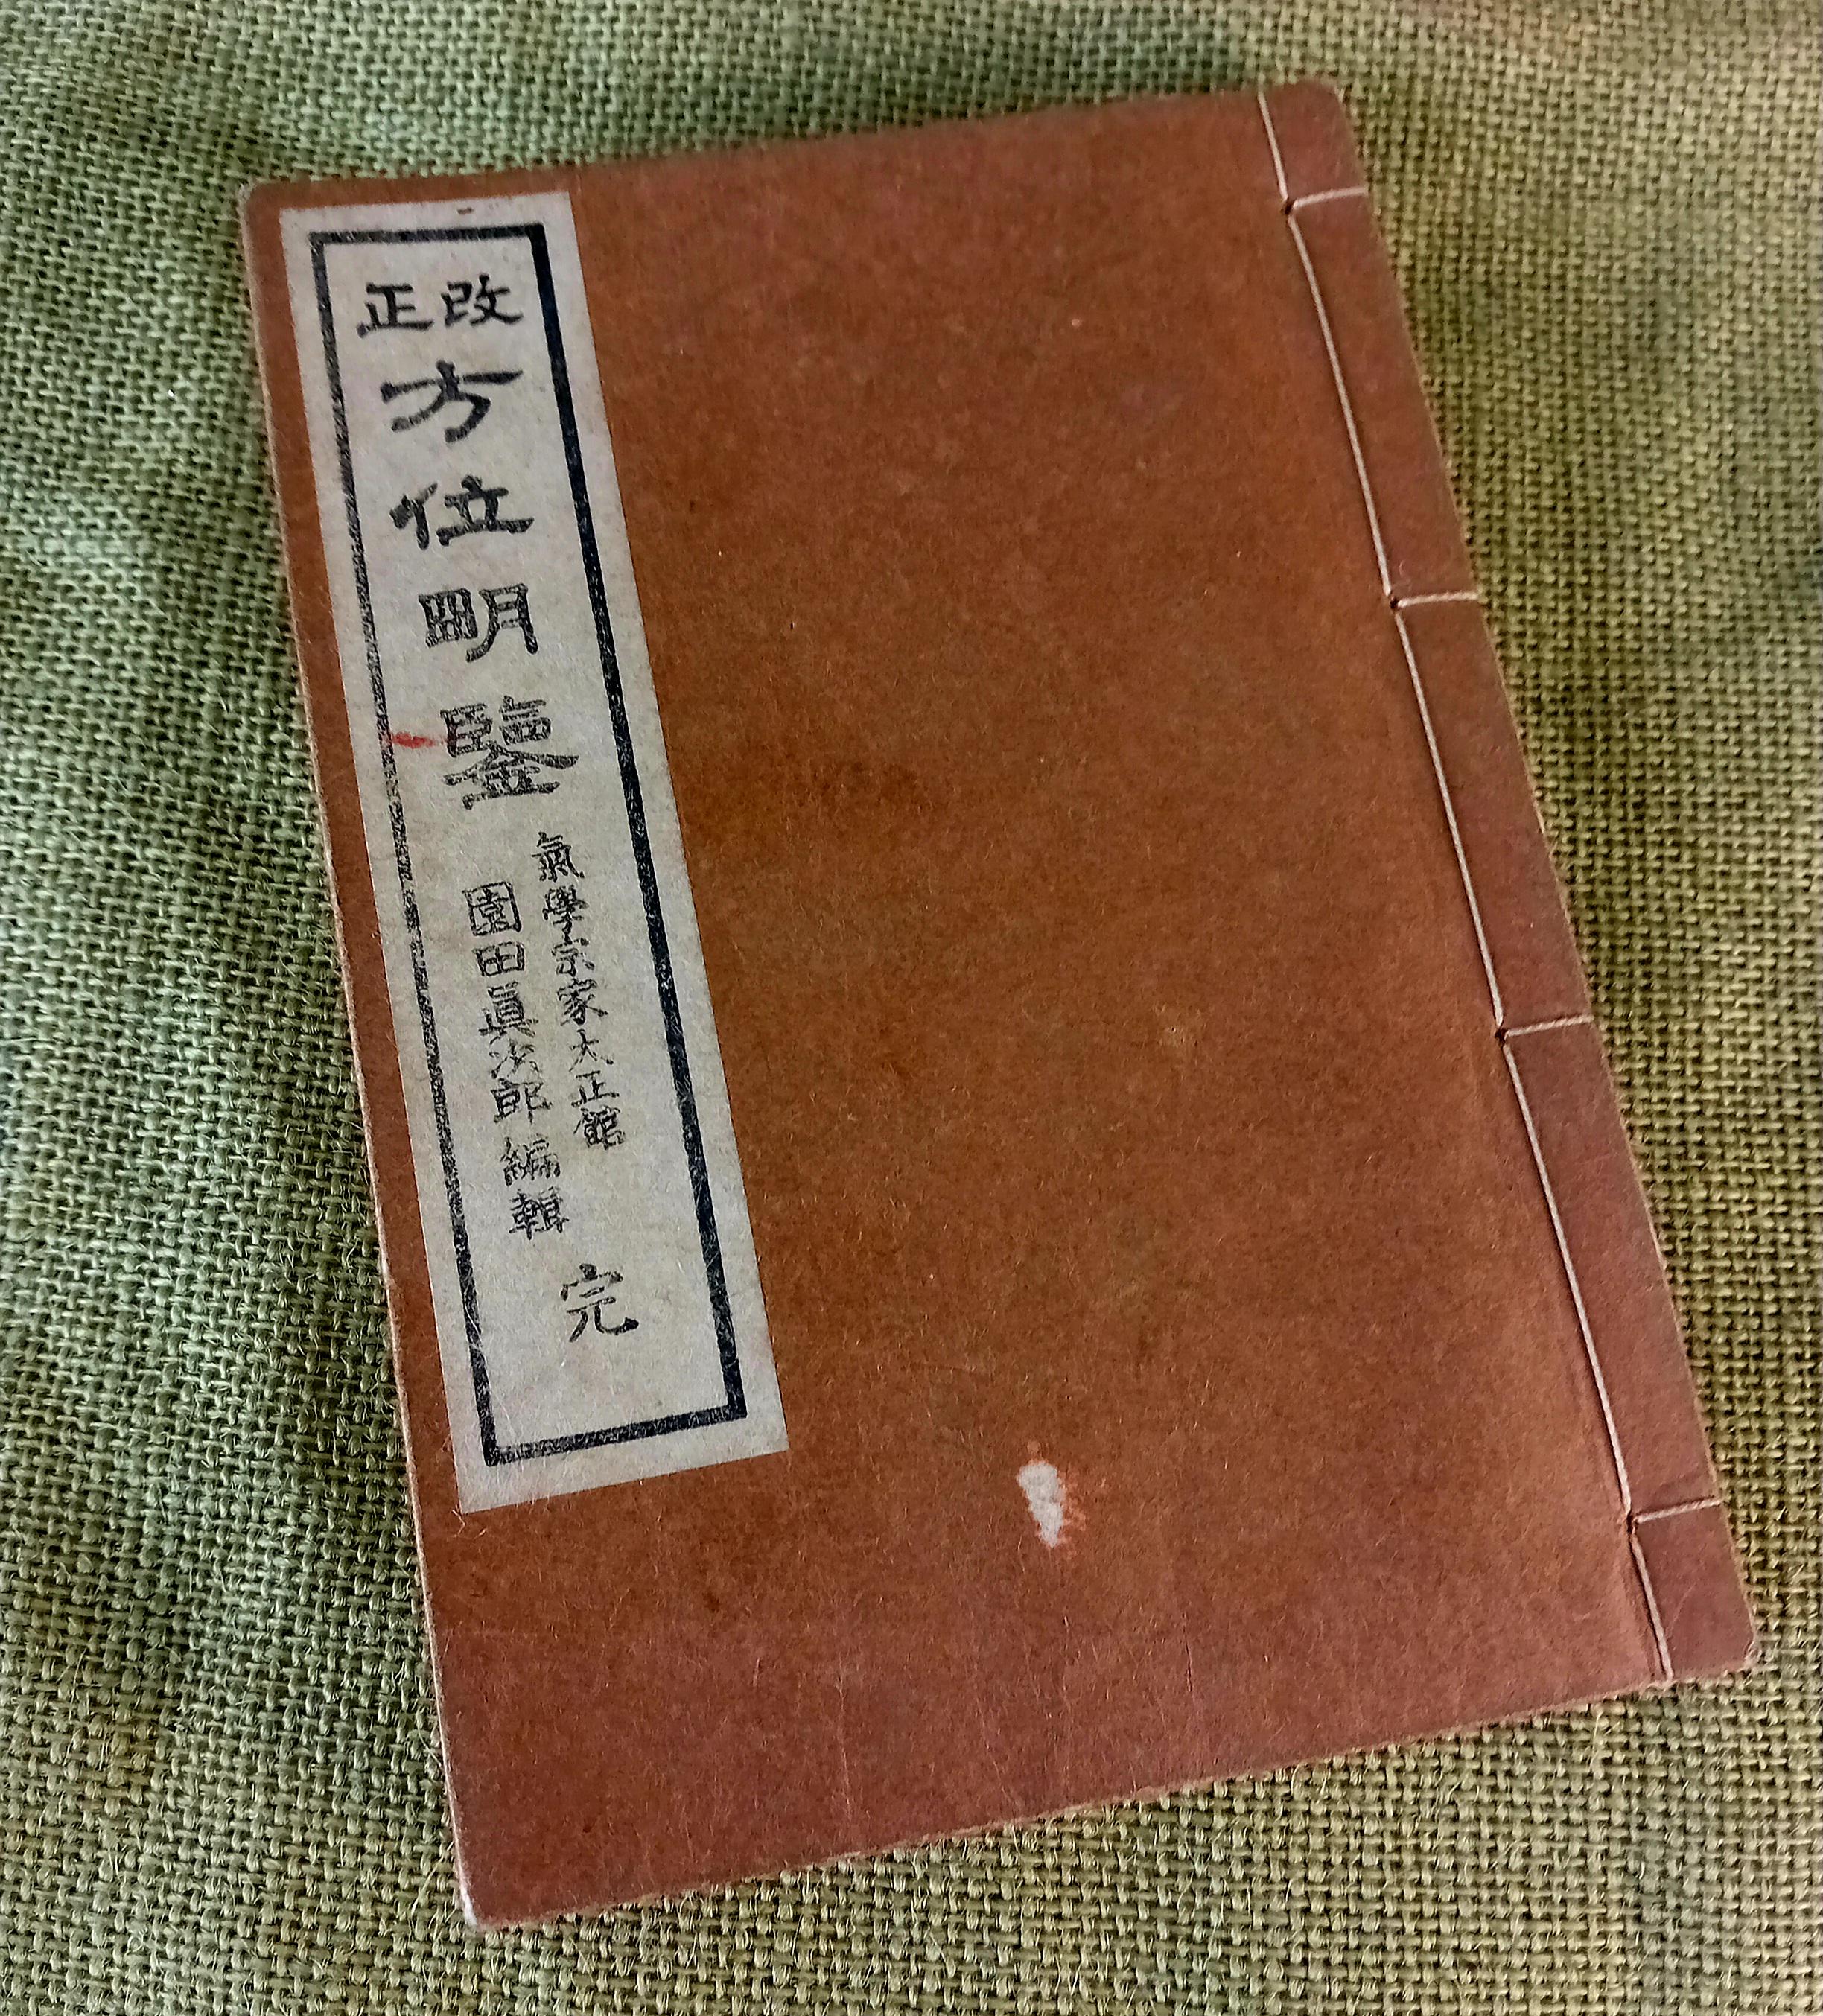 改正
方位明鑒
氣學宗家大正館
園田眞次郎編輯
完